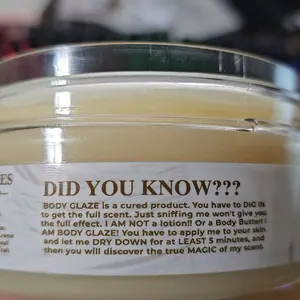 DID YOU KNOW???
BODY GLAZE is a cured product. You have to DIG IN
to get the full scent. Just sniffing me won't give you
the full effect. I AM NOT a lotion!! Or a Body Butter! I
AM BODY GLAZE! You have to apply me to your skin
and let me DRY DOWN for at LEAST 5 minutes, and
then you will discover the true MAGIC of my scent.